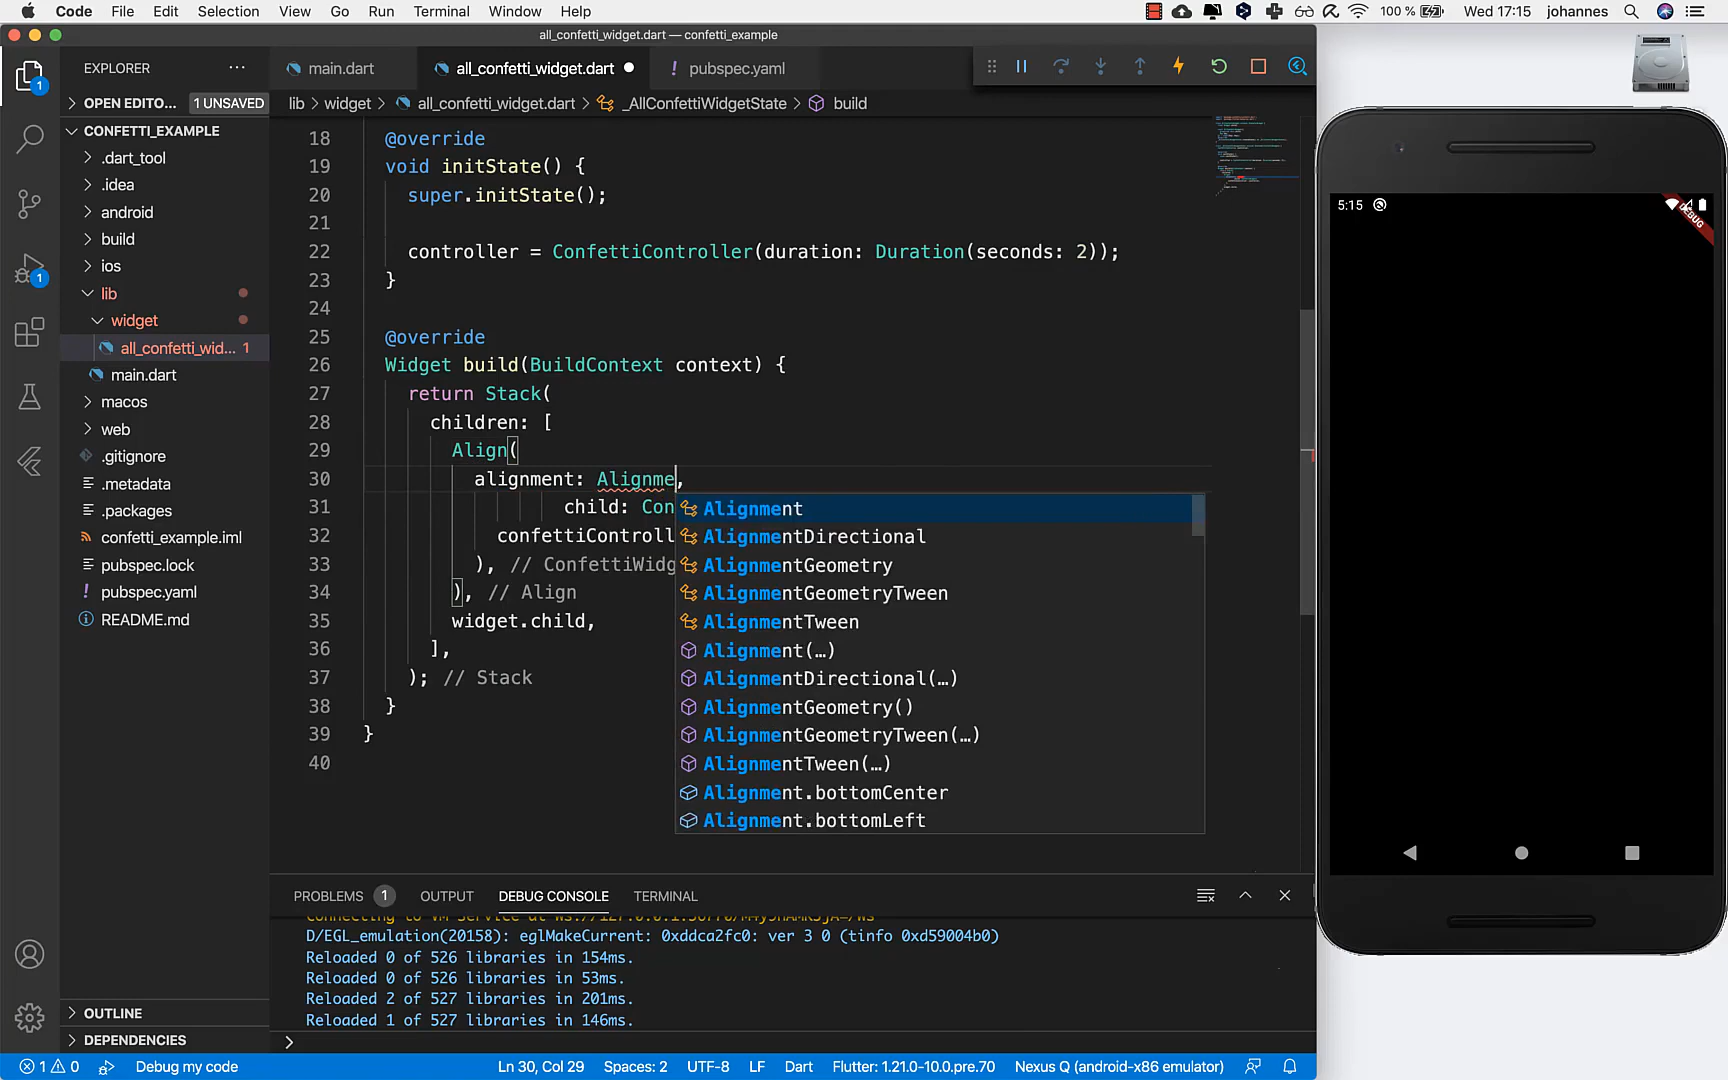 Code File Edit Selection View Go Run Terminal Window Help 100 % Wed 17:15 johannes
all_confetti_widget.dart — confetti_example
EXPLORER
main.dart
all_confetti_widget.dart
! pubspec.yaml
OPEN EDITO... 1 UNSAVED
lib > widget > all_confetti_widget.dart > _AllConfettiWidgetState > build
CONFETTI_EXAMPLE
.dart_tool
.idea
android
build
ios
lib
widget
all_confetti_wid... 1
main.dart
macos
web
.gitignore
.metadata
.packages
confetti_example.iml
pubspec.lock
! pubspec.yaml
README.md
OUTLINE
DEPENDENCIES
1
1
18 @override
19 void initState() {
20 super.initState();
21
22 controller = ConfettiController(duration: Duration(seconds: 2));
23 }
24
25 @override
26 Widget build(BuildContext context) {
27 return Stack(
28 children: [
29 Align(
30 alignment: Alignme,
31 child: Con
32 confettiControll
33 ), // ConfettiWidg
34 ), // Align
35 widget.child,
36 ],
37 ); // Stack
38 }
39 }
40
Alignment
AlignmentDirectional
AlignmentGeometry
AlignmentGeometryTween
AlignmentTween
Alignment(…)
AlignmentDirectional(…)
AlignmentGeometry()
AlignmentGeometryTween(…)
AlignmentTween(…)
Alignment.bottomCenter
Alignment.bottomLeft
PROBLEMS 1 OUTPUT DEBUG CONSOLE TERMINAL
D/EGL_emulation(20158): eglMakeCurrent: 0xddca2fc0: ver 3 0 (tinfo 0xd59004b0)
Reloaded 0 of 526 libraries in 154ms.
Reloaded 0 of 526 libraries in 53ms.
Reloaded 2 of 527 libraries in 201ms.
Reloaded 1 of 527 libraries in 146ms.
>
1 0 Debug my code Ln 30, Col 29 Spaces: 2 UTF-8 LF Dart Flutter: 1.21.0-10.0.pre.70 Nexus Q (android-x86 emulator)
5:15
DEBUG